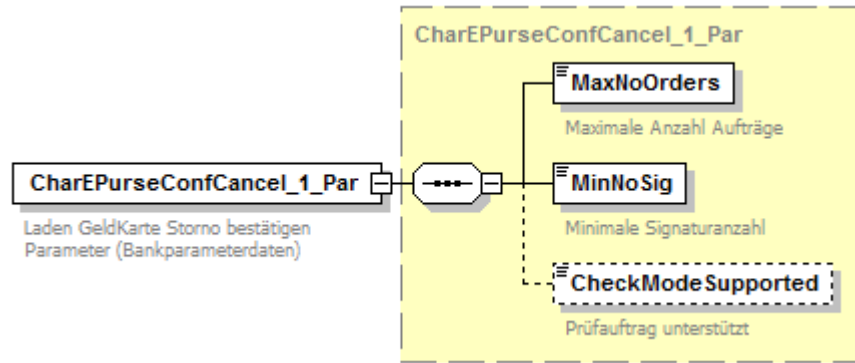 CharEPurseConfCancel_1_Par
MaxNoOrders
Maximale Anzahl Aufträge
CharEPurseConfCancel_1_Par
Laden GeldKarte Storno bestätigen
Parameter (Bankparameterdaten)
MinNoSig
Minimale Signaturanzahl
CheckModeSupported
Prüfauftrag unterstützt